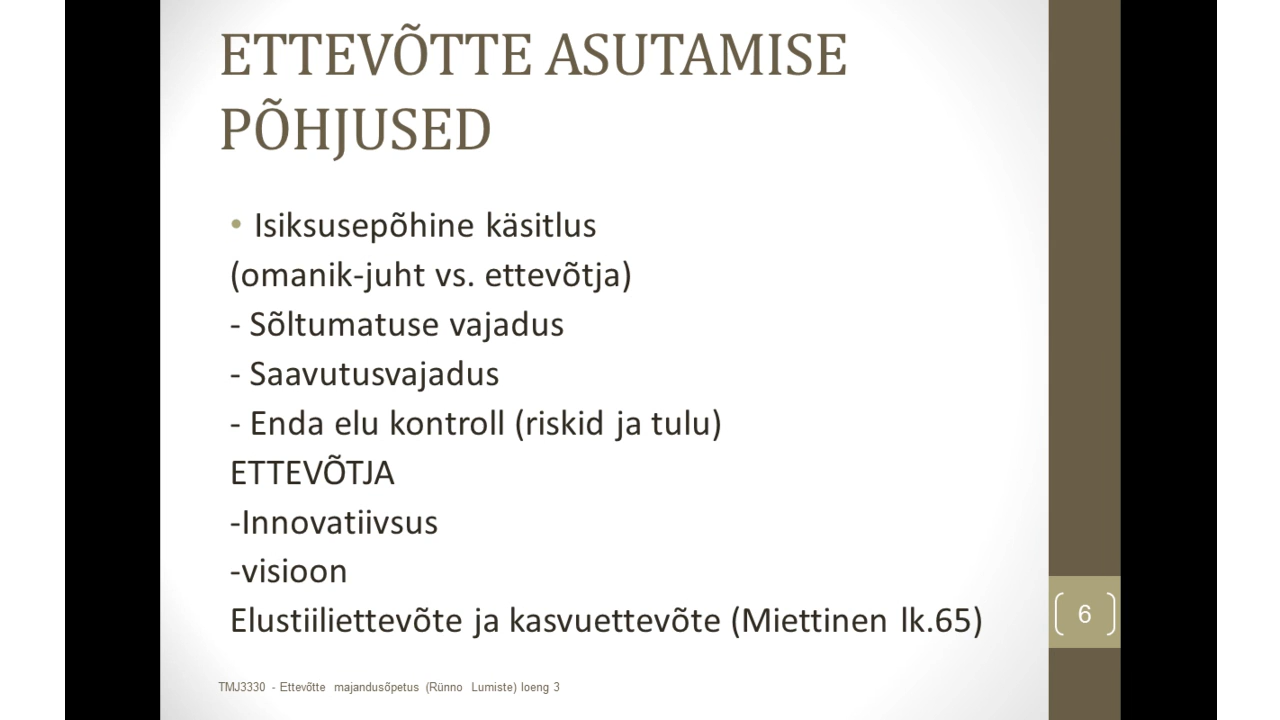 ETTEVÕTTE ASUTAMISE
PÕHJUSED
• Isiksusepõhine käsitlus
(omanik-juht vs. ettevõtja)
- Sõltumatuse vajadus
- Saavutusvajadus
- Enda elu kontroll (riskid ja tulu)
ETTEVÕTJA
-Innovatiivsus
-visioon
Elustiiliettevõte ja kasvuettevõte (Miettinen lk.65)
6
TMJ3330 - Ettevõtte majandusõpetus (Rünno Lumiste) loeng 3